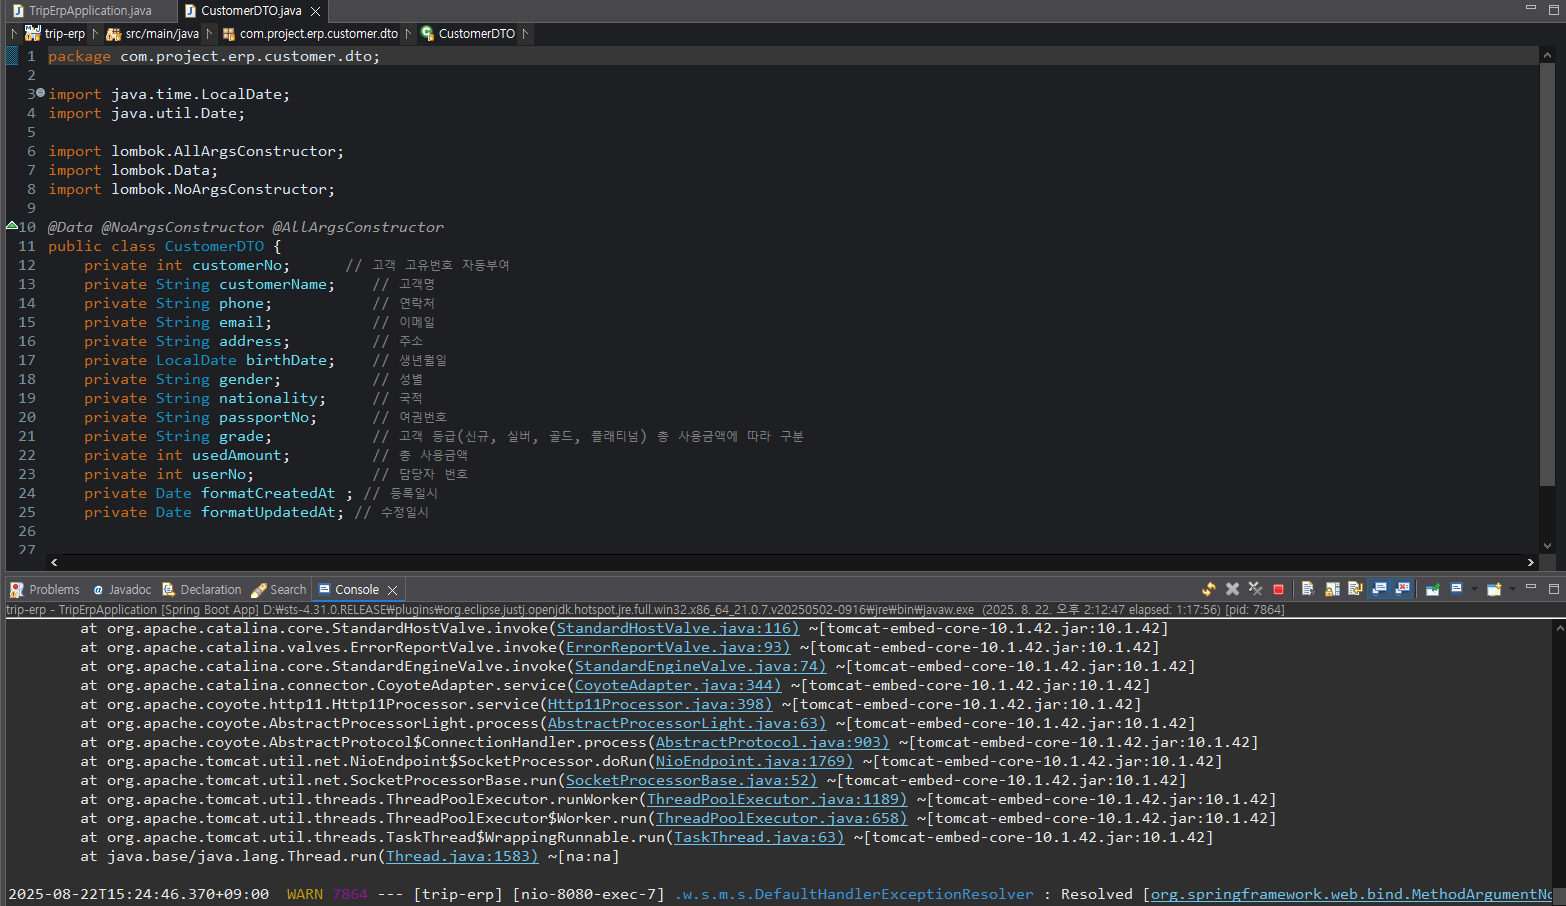 TripErpApplication.java
CustomerDTO.java
trip-erp
src/main/java
com.project.erp.customer.dto
CustomerDTO
1 package com.project.erp.customer.dto;
2
3 import java.time.LocalDate;
4 import java.util.Date;
5
6 import lombok.AllArgsConstructor;
7 import lombok.Data;
8 import lombok.NoArgsConstructor;
9
10 @Data @NoArgsConstructor @AllArgsConstructor
11 public class CustomerDTO {
12 private int customerNo; // 고객 고유번호 자동부여
13 private String customerName; // 고객명
14 private String phone; // 연락처
15 private String email; // 이메일
16 private String address; // 주소
17 private LocalDate birthDate; // 생년월일
18 private String gender; // 성별
19 private String nationality; // 국적
20 private String passportNo; // 여권번호
21 private String grade; // 고객 등급(신규, 실버, 골드, 플래티넘) 총 사용금액에 따라 구분
22 private int usedAmount; // 총 사용금액
23 private int userNo; // 담당자 번호
24 private Date formatCreatedAt ; // 등록일시
25 private Date formatUpdatedAt; // 수정일시
26
27
Problems Javadoc Declaration Search Console
trip-erp - TripErpApplication [Spring Boot App] D:₩sts-4.31.0.RELEASE₩plugins₩org.eclipse.justj.openjdk.hotspot.jre.full.win32.x86_64_21.0.7.v20250502-0916₩jre₩bin₩javaw.exe (2025. 8. 22. 오후 2:12:47 elapsed: 1:17:56) [pid: 7864]
at org.apache.catalina.core.StandardHostValve.invoke(StandardHostValve.java:116) ~[tomcat-embed-core-10.1.42.jar:10.1.42]
at org.apache.catalina.valves.ErrorReportValve.invoke(ErrorReportValve.java:93) ~[tomcat-embed-core-10.1.42.jar:10.1.42]
at org.apache.catalina.core.StandardEngineValve.invoke(StandardEngineValve.java:74) ~[tomcat-embed-core-10.1.42.jar:10.1.42]
at org.apache.catalina.connector.CoyoteAdapter.service(CoyoteAdapter.java:344) ~[tomcat-embed-core-10.1.42.jar:10.1.42]
at org.apache.coyote.http11.Http11Processor.service(Http11Processor.java:398) ~[tomcat-embed-core-10.1.42.jar:10.1.42]
at org.apache.coyote.AbstractProcessorLight.process(AbstractProcessorLight.java:63) ~[tomcat-embed-core-10.1.42.jar:10.1.42]
at org.apache.coyote.AbstractProtocol$ConnectionHandler.process(AbstractProtocol.java:903) ~[tomcat-embed-core-10.1.42.jar:10.1.42]
at org.apache.tomcat.util.net.NioEndpoint$SocketProcessor.doRun(NioEndpoint.java:1769) ~[tomcat-embed-core-10.1.42.jar:10.1.42]
at org.apache.tomcat.util.net.SocketProcessorBase.run(SocketProcessorBase.java:52) ~[tomcat-embed-core-10.1.42.jar:10.1.42]
at org.apache.tomcat.util.threads.ThreadPoolExecutor.runWorker(ThreadPoolExecutor.java:1189) ~[tomcat-embed-core-10.1.42.jar:10.1.42]
at org.apache.tomcat.util.threads.ThreadPoolExecutor$Worker.run(ThreadPoolExecutor.java:658) ~[tomcat-embed-core-10.1.42.jar:10.1.42]
at org.apache.tomcat.util.threads.TaskThread$WrappingRunnable.run(TaskThread.java:63) ~[tomcat-embed-core-10.1.42.jar:10.1.42]
at java.base/java.lang.Thread.run(Thread.java:1583) ~[na:na]
2025-08-22T15:24:46.370+09:00 WARN 7864 --- [trip-erp] [nio-8080-exec-7] .w.s.m.s.DefaultHandlerExceptionResolver : Resolved [org.springframework.web.bind.MethodArgumentNo